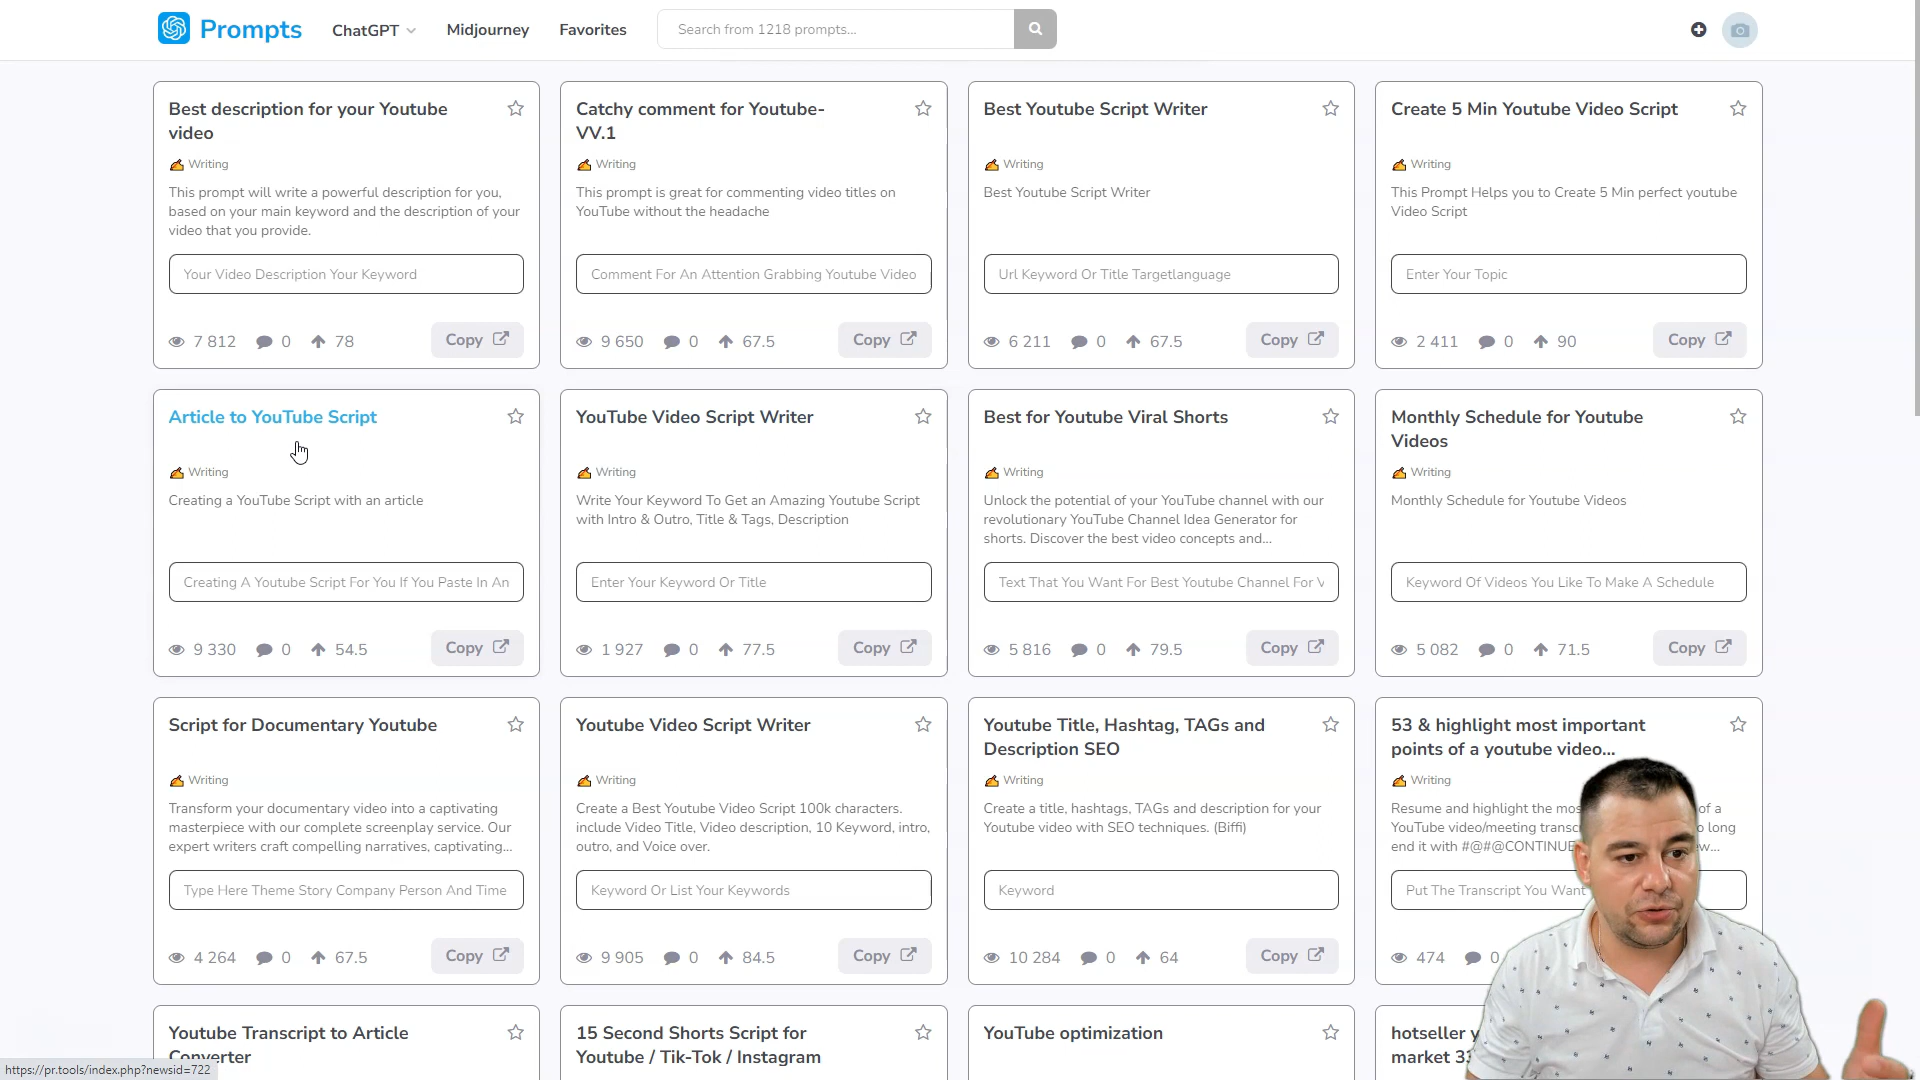 Prompts
ChatGPT
Midjourney
Favorites
Search from 1218 prompts...
Best description for your Youtube
video
Writing
This prompt will write a powerful description for you,
based on your main keyword and the description of your
video that you provide.
Your Video Description Your Keyword
7 812 0 78 Copy
Catchy comment for Youtube-
VV.1
Writing
This prompt is great for commenting video titles on
YouTube without the headache
Comment For An Attention Grabbing Youtube Video
9 650 0 67.5 Copy
Best Youtube Script Writer
Writing
Best Youtube Script Writer
Url Keyword Or Title Targetlanguage
6 211 0 67.5 Copy
Create 5 Min Youtube Video Script
Writing
This Prompt Helps you to Create 5 Min perfect youtube
Video Script
Enter Your Topic
2 411 0 90 Copy
Article to YouTube Script
Writing
Creating a YouTube Script with an article
Creating A Youtube Script For You If You Paste In An
9 330 0 54.5 Copy
YouTube Video Script Writer
Writing
Write Your Keyword To Get an Amazing Youtube Script
with Intro & Outro, Title & Tags, Description
Enter Your Keyword Or Title
1 927 0 77.5 Copy
Best for Youtube Viral Shorts
Writing
Unlock the potential of your YouTube channel with our
revolutionary YouTube Channel Idea Generator for
shorts. Discover the best video concepts and...
Text That You Want For Best Youtube Channel For V
5 816 0 79.5 Copy
Monthly Schedule for Youtube
Videos
Writing
Monthly Schedule for Youtube Videos
Keyword Of Videos You Like To Make A Schedule
5 082 0 71.5 Copy
Script for Documentary Youtube
Writing
Transform your documentary video into a captivating
masterpiece with our complete screenplay service. Our
expert writers craft compelling narratives, captivating...
Type Here Theme Story Company Person And Time
4 264 0 67.5 Copy
Youtube Video Script Writer
Writing
Create a Best Youtube Video Script 100k characters.
include Video Title, Video description, 10 Keyword, intro,
outro, and Voice over.
Keyword Or List Your Keywords
9 905 0 84.5 Copy
Youtube Title, Hashtag, TAGs and
Description SEO
Writing
Create a title, hashtags, TAGs and description for your
Youtube video with SEO techniques. (Biffi)
Keyword
10 284 0 64 Copy
53 & highlight most important
points of a youtube video...
Writing
Resume and highlight the mos of a
YouTube video/meeting transc long
end it with #@#@CONTINUE
Put The Transcript You Want
474 0
Youtube Transcript to Article
Converter
15 Second Shorts Script for
Youtube / Tik-Tok / Instagram
YouTube optimization
hotseller
market
https://pr.tools/index.php?newsid=722